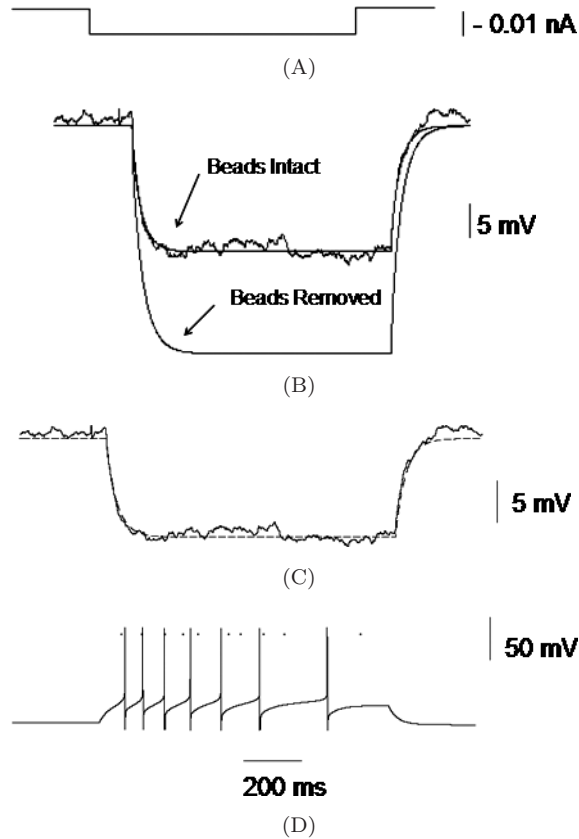 - 0.01 nA
(A)
Beads Intact
5 mV
Beads Removed
(B)
5 mV
(C)
50 mV
200 ms
(D)